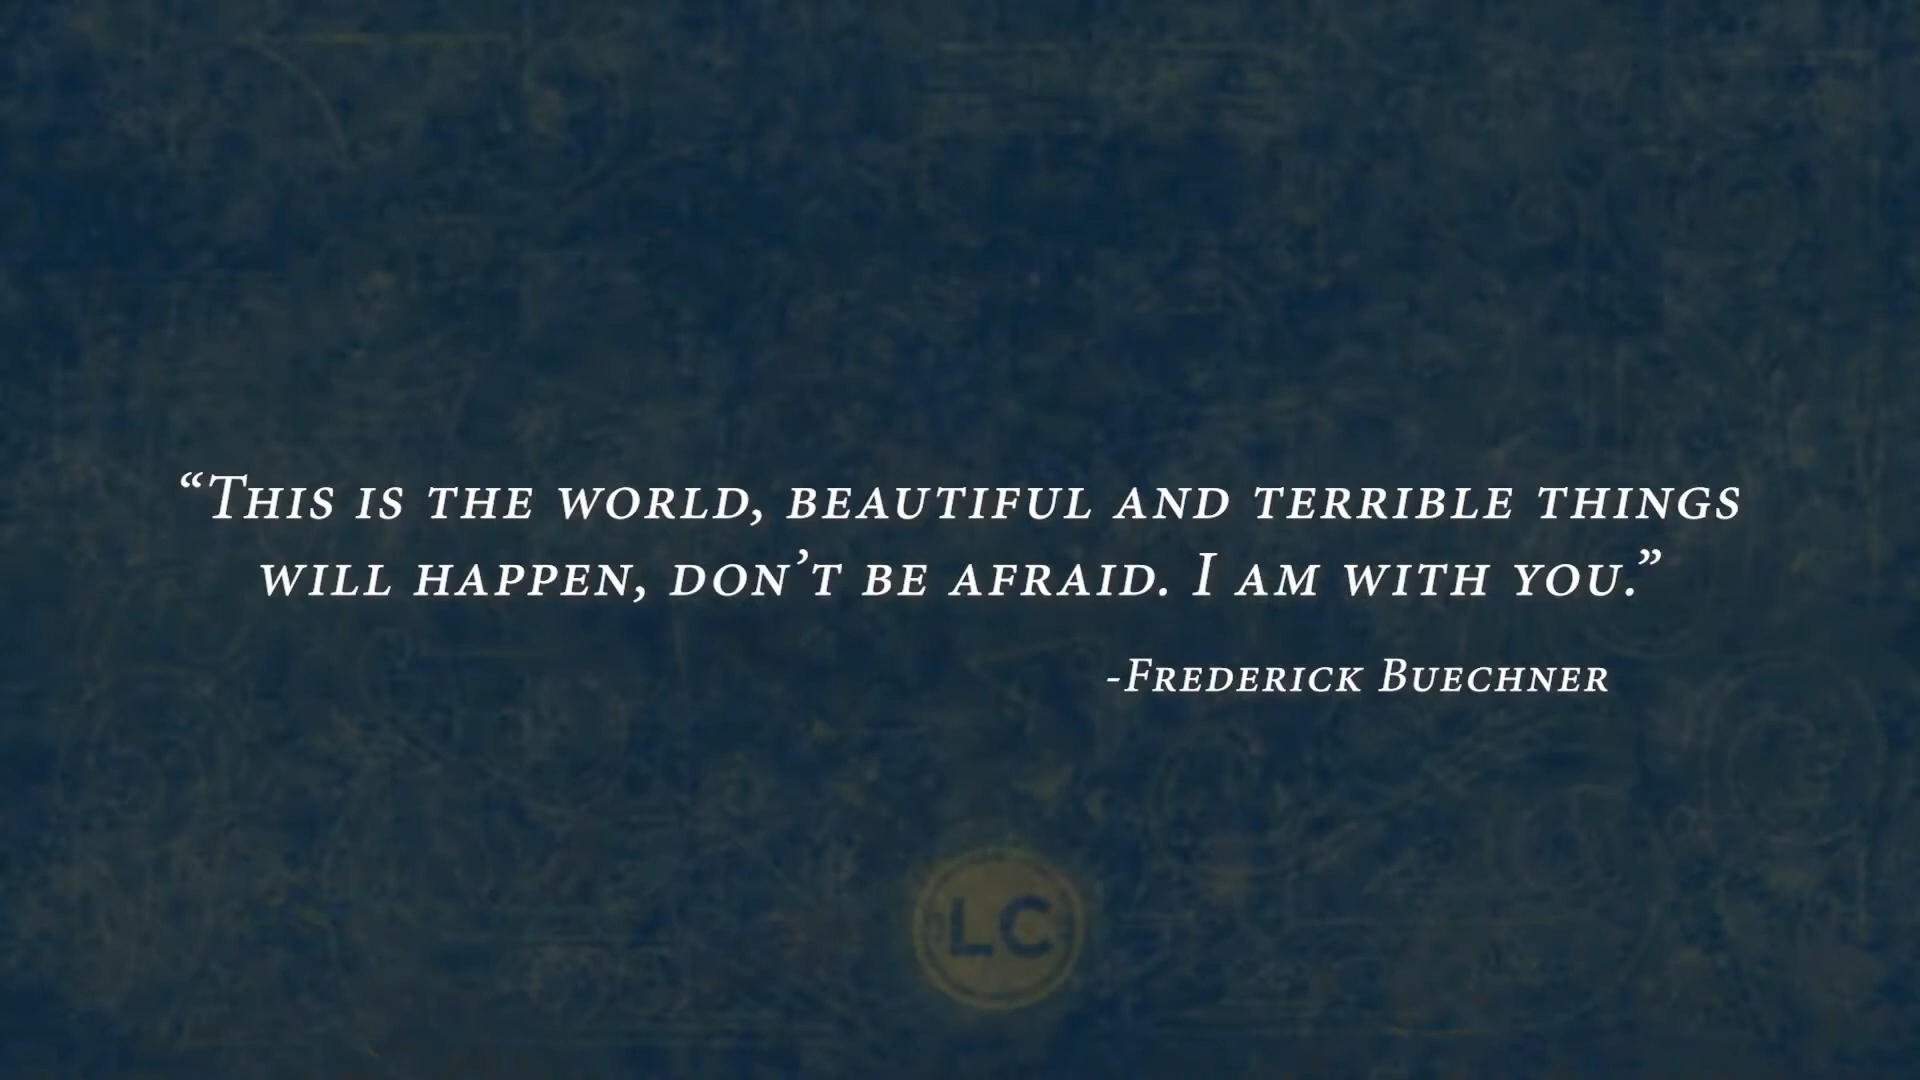 “This is the world, beautiful and terrible things
will happen, don’t be afraid. I am with you.”
-Frederick Buechner
LC